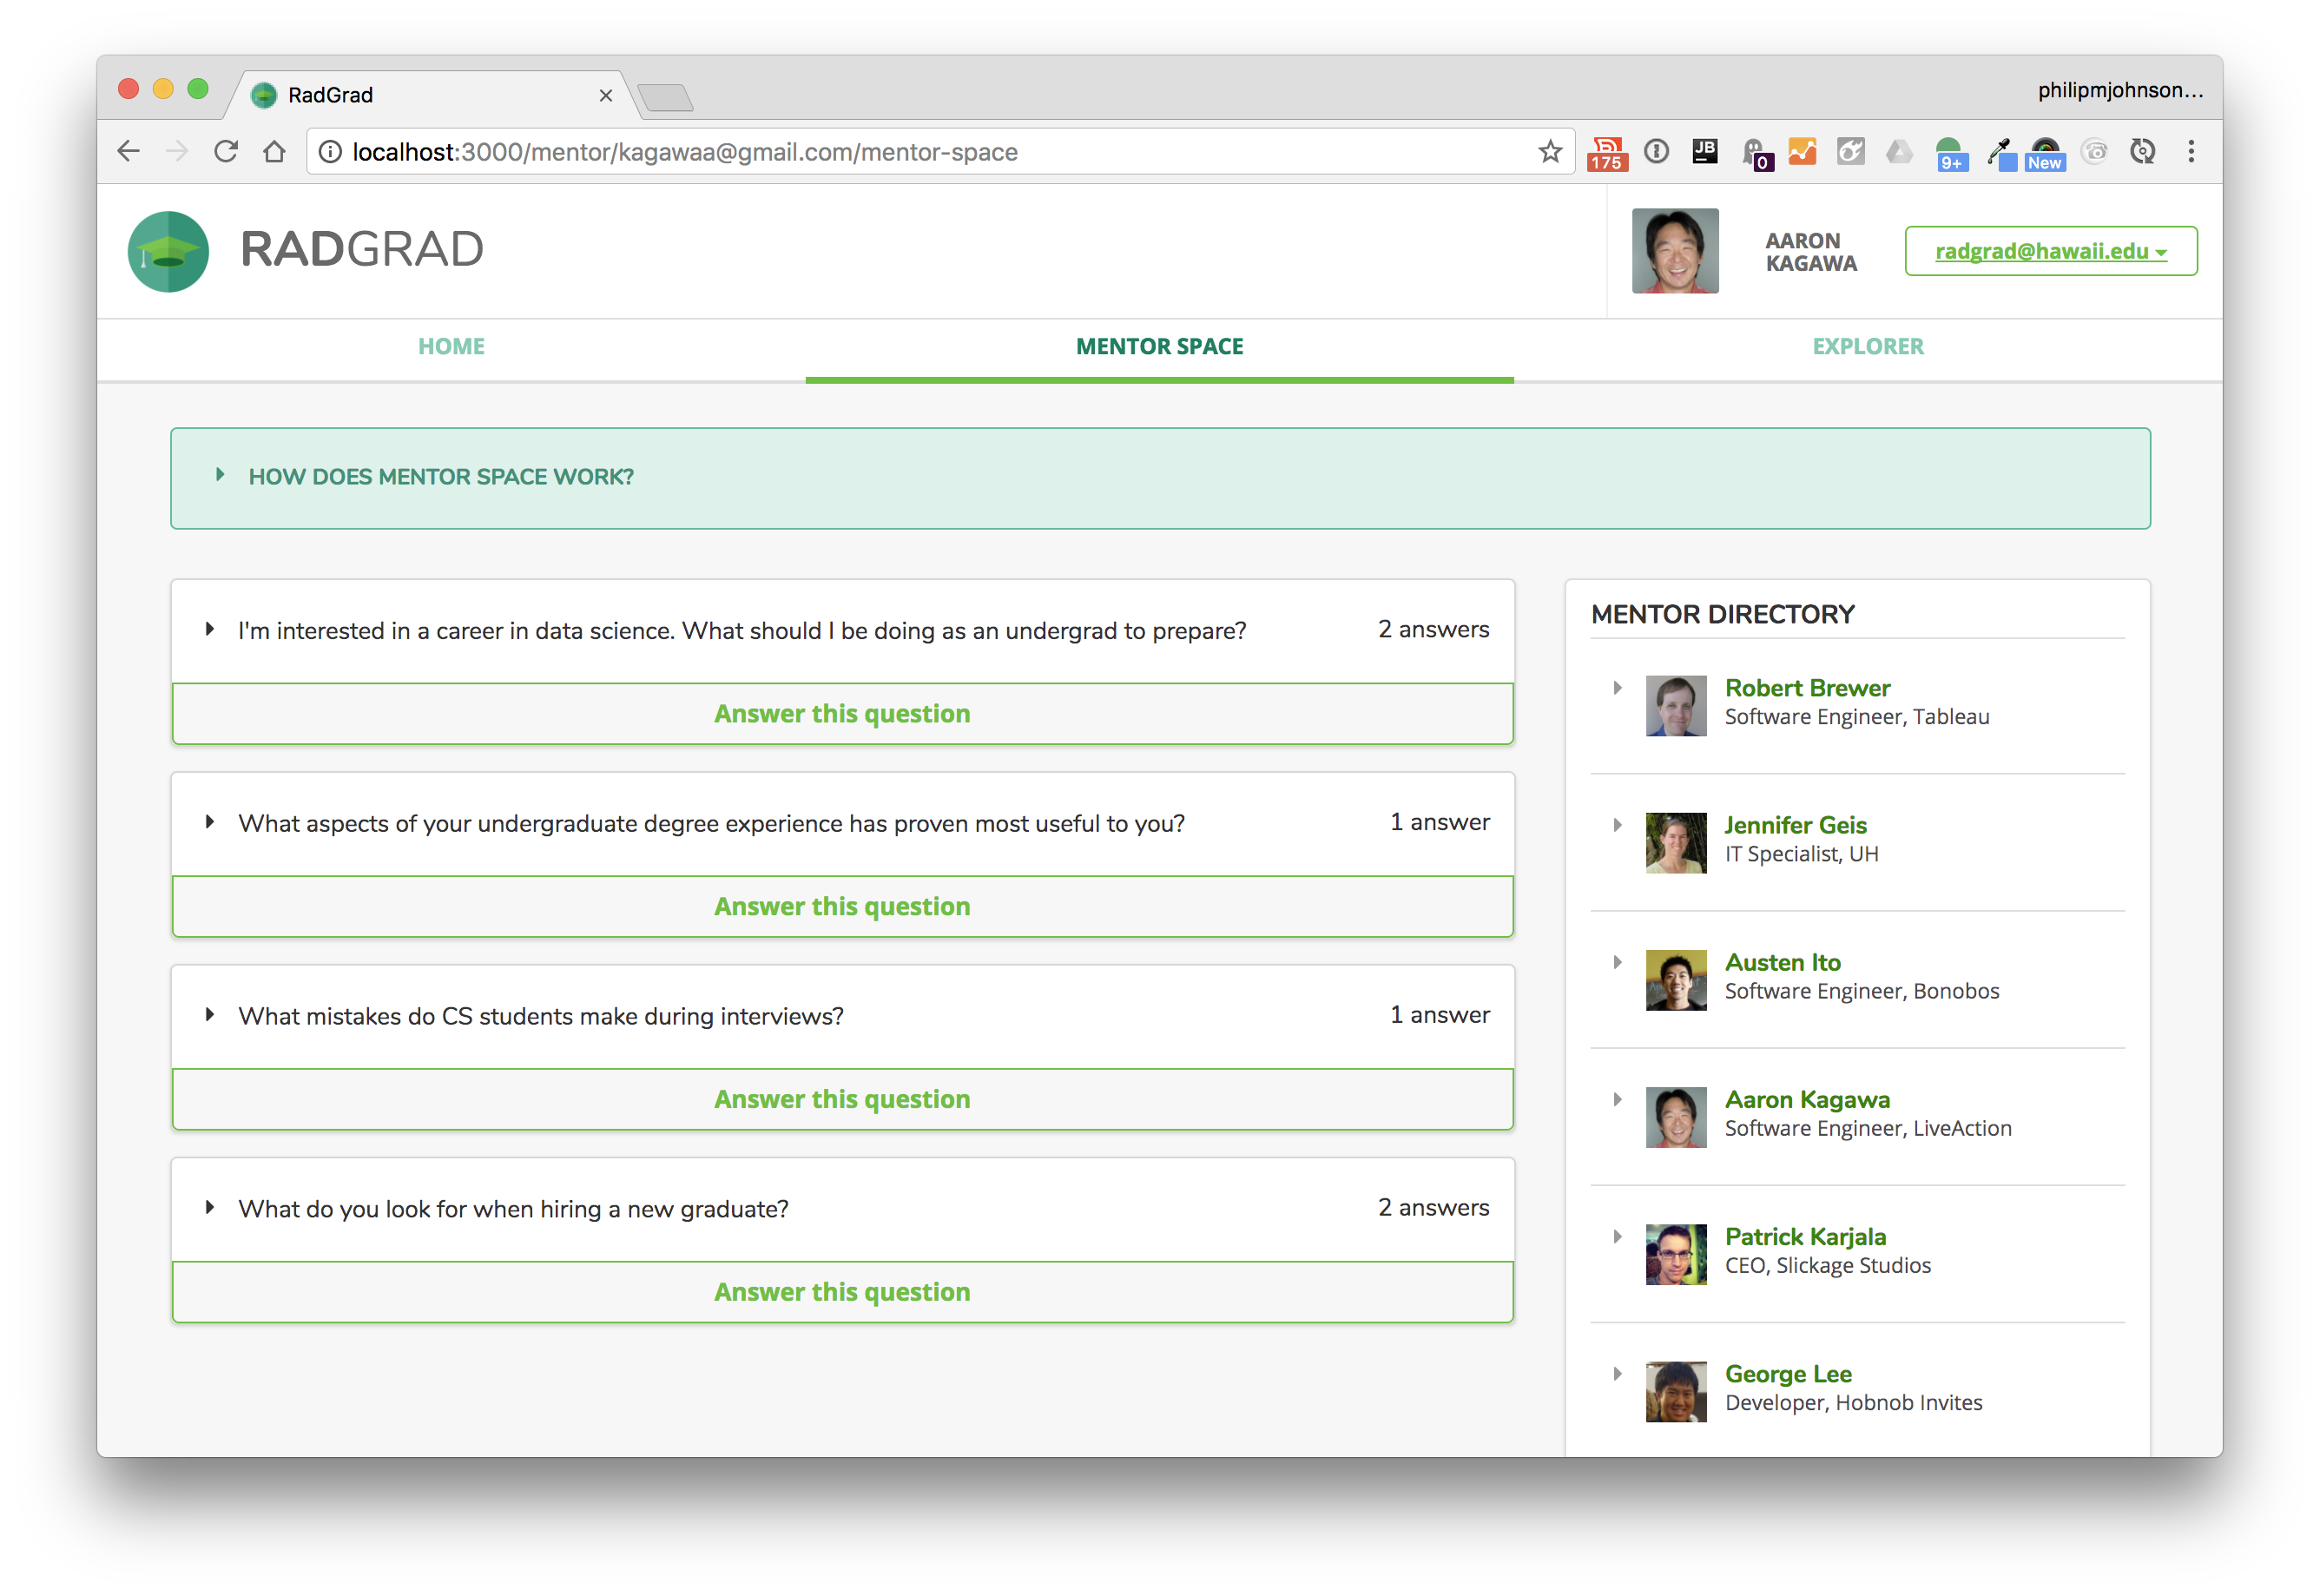 RadGrad
philipmjohnson...
localhost:3000/mentor/kagawaa@gmail.com/mentor-space
175
JB
0
9+
New
RADGRAD
AARON
KAGAWA
radgrad@hawaii.edu
HOME
MENTOR SPACE
EXPLORER
HOW DOES MENTOR SPACE WORK?
I'm interested in a career in data science. What should I be doing as an undergrad to prepare?
2 answers
Answer this question
What aspects of your undergraduate degree experience has proven most useful to you?
1 answer
Answer this question
What mistakes do CS students make during interviews?
1 answer
Answer this question
What do you look for when hiring a new graduate?
2 answers
Answer this question
MENTOR DIRECTORY
Robert Brewer
Software Engineer, Tableau
Jennifer Geis
IT Specialist, UH
Austen Ito
Software Engineer, Bonobos
Aaron Kagawa
Software Engineer, LiveAction
Patrick Karjala
CEO, Slickage Studios
George Lee
Developer, Hobnob Invites